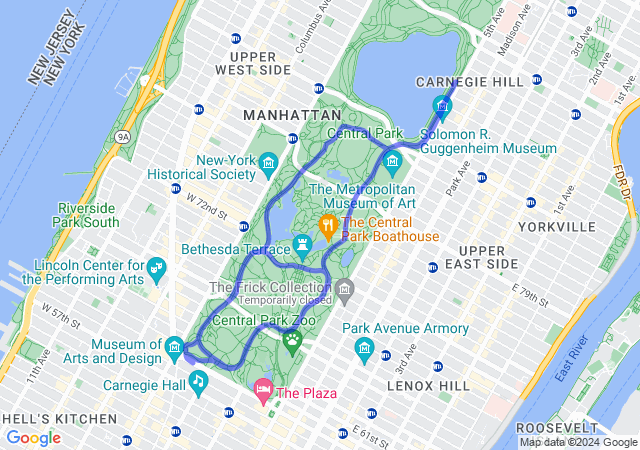 NEW JERSEY
NEW YORK
Columbus Ave
UPPER
WEST SIDE
5th Ave
Madison Ave
3rd Ave
2nd Ave
1st Ave
CARNEGIE HILL
MANHATTAN
Central Park
Solomon R.
Guggenheim Museum
9A
New-York
Historical Society
The Metropolitan
Museum of Art
Park Ave
1st Ave
FDR Dr
W 72nd St
Riverside
Park South
The Central
Park Boathouse
YORKVILLE
Bethesda Terrace
UPPER
EAST SIDE
Lincoln Center for
the Performing Arts
The Frick Collection
Temporarily closed
E 79th St
W 57th St
Central Park Zoo
Park Avenue Armory
East River
Museum of
Arts and Design
11th Ave
Carnegie Hall
The Plaza
LENOX HILL
HELL'S KITCHEN
ROOSEVELT
E 61st St
Google
Map data ©2024 Google